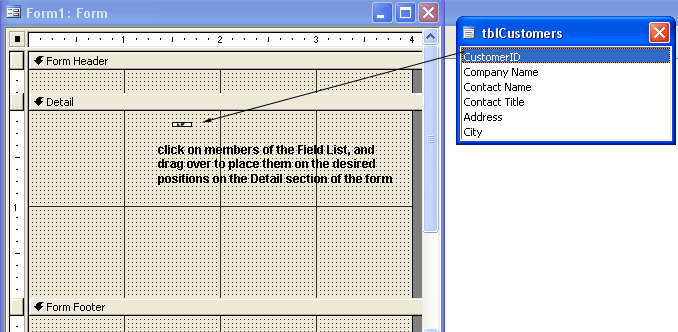 Form1 : Form
1 2 3 4
Form Header
Detail
click on members of the Field List, and
drag over to place them on the desired
positions on the Detail section of the form
1
Form Footer
tblCustomers
CustomerID
Company Name
Contact Name
Contact Title
Address
City